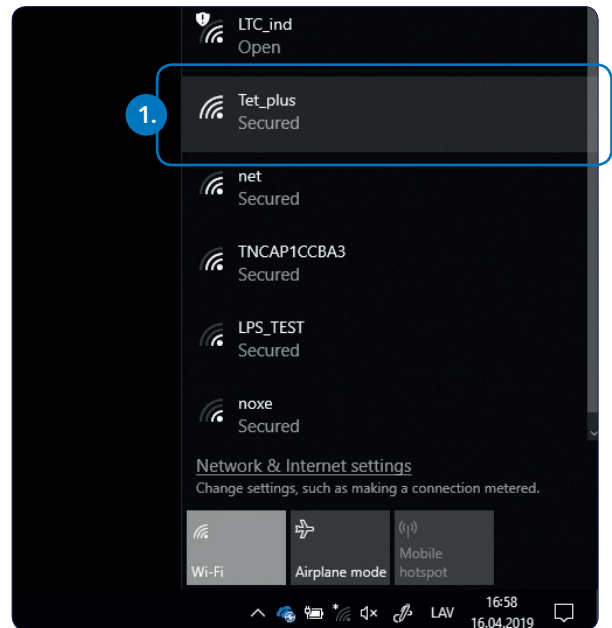 LTC_ind
Open
1.
Tet_plus
Secured
net
Secured
TNCAP1CCBA3
Secured
LPS_TEST
Secured
noxe
Secured
Network & Internet settings
Change settings, such as making a connection metered.
Wi-Fi
Airplane mode
Mobile
hotspot
LAV
16:58
16.04.2019